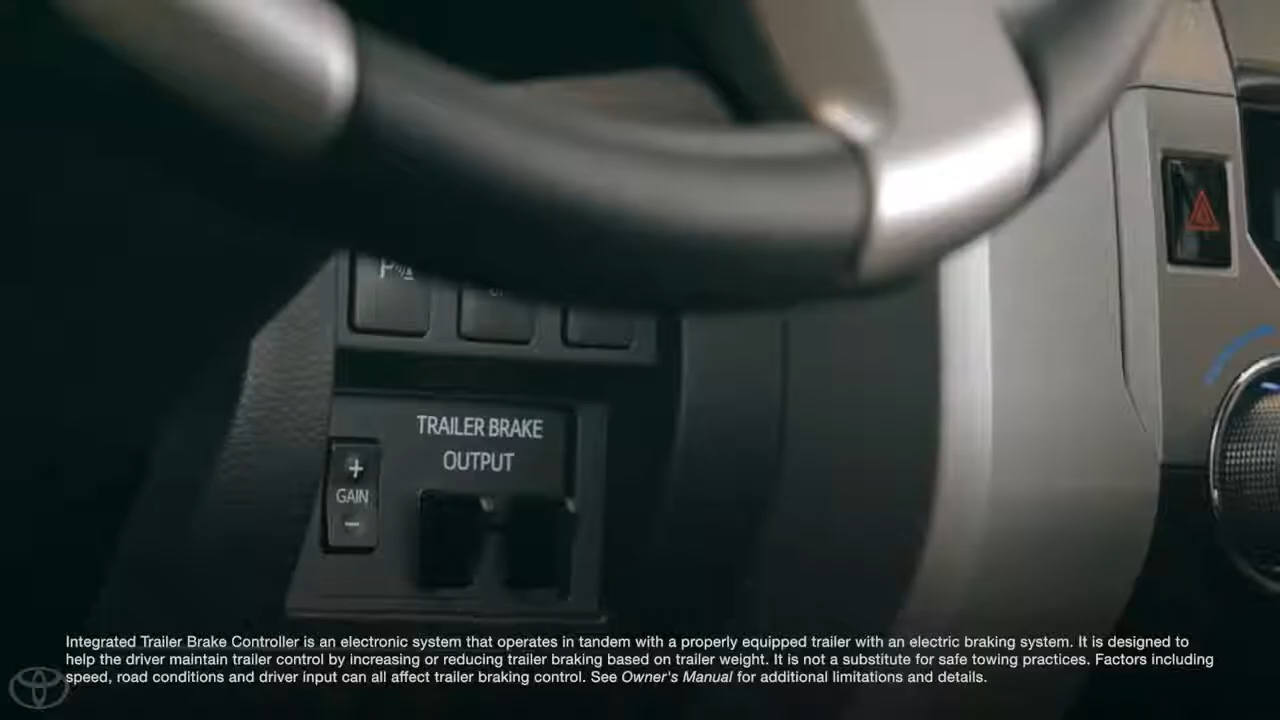 P
TRAILER BRAKE
OUTPUT
+
GAIN
−
Integrated Trailer Brake Controller is an electronic system that operates in tandem with a properly equipped trailer with an electric braking system. It is designed to
help the driver maintain trailer control by increasing or reducing trailer braking based on trailer weight. It is not a substitute for safe towing practices. Factors including
speed, road conditions and driver input can all affect trailer braking control. See Owner's Manual for additional limitations and details.